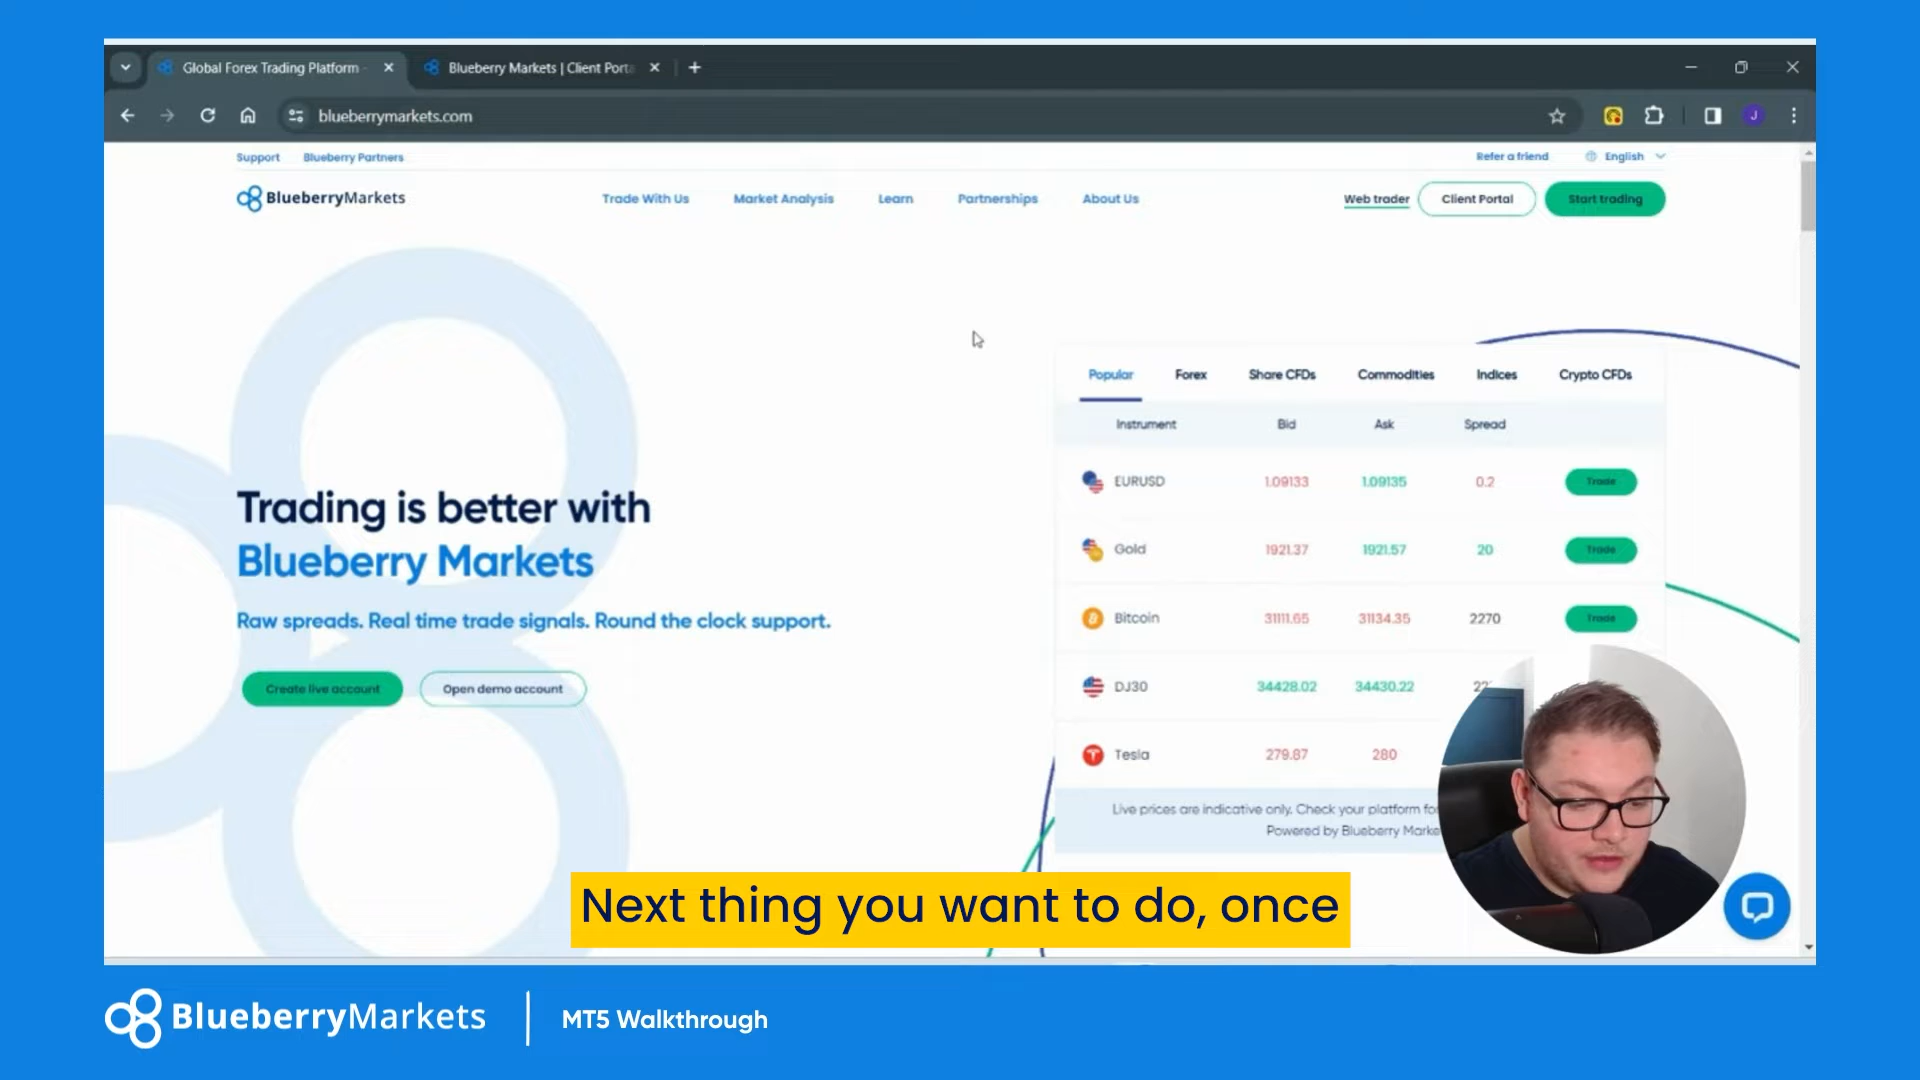 Global Forex Trading Platform -
Blueberry Markets | Client Porta
blueberrymarkets.com
J
Support Blueberry Partners
Refer a friend English
BlueberryMarkets
Trade With Us Market Analysis Learn Partnerships About Us
Web trader Client Portal Start trading
Popular Forex Share CFDs Commodities Indices Crypto CFDs
Instrument Bid Ask Spread
EURUSD 1.09133 1.09135 0.2 Trade
Gold 1921.37 1921.57 20 Trade
Bitcoin 31111.65 31134.35 2270 Trade
DJ30 34428.02 34430.22
Tesla 279.87 280
Live prices are indicative only. Check your platform fo
Powered by Blueberry Marke
Trading is better with
Blueberry Markets
Raw spreads. Real time trade signals. Round the clock support.
Create live account Open demo account
Next thing you want to do, once
BlueberryMarkets
MT5 Walkthrough